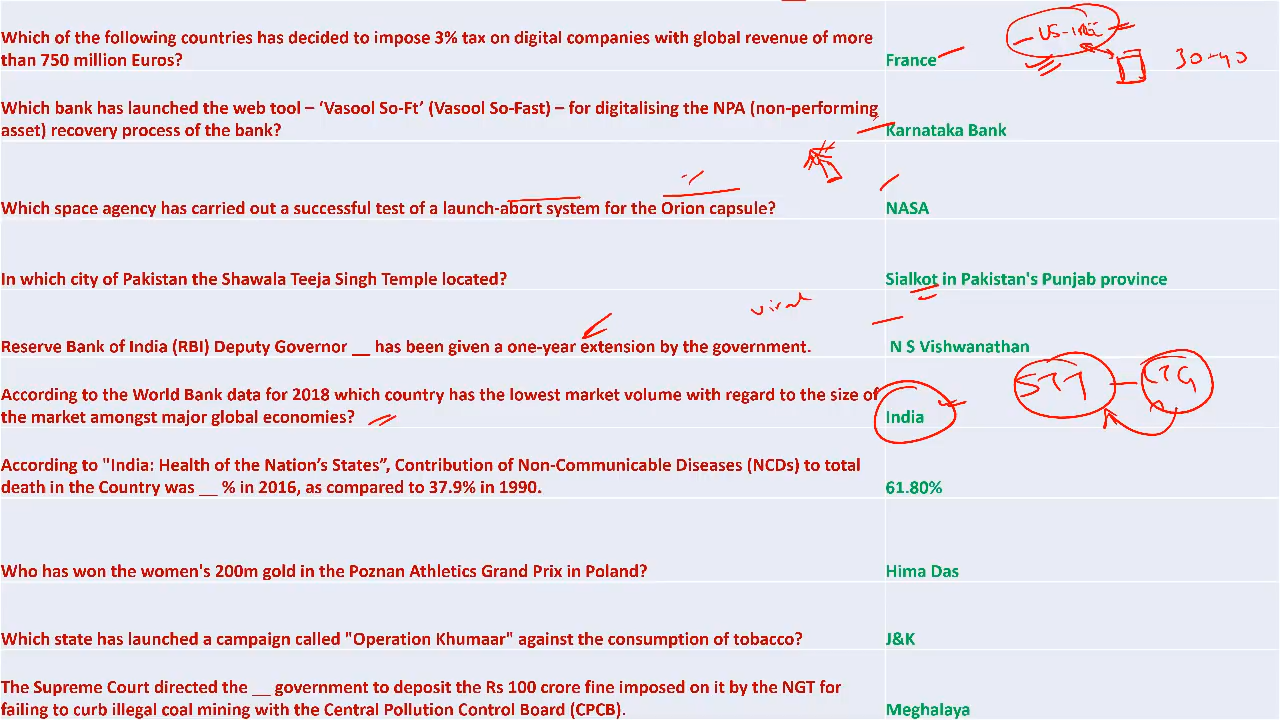 Which of the following countries has decided to impose 3% tax on digital companies with global revenue of more
than 750 million Euros?
France
30-40
Which bank has launched the web tool – ‘Vasool So-Ft’ (Vasool So-Fast) – for digitalising the NPA (non-performing
asset) recovery process of the bank?
Karnataka Bank
Which space agency has carried out a successful test of a launch-abort system for the Orion capsule?
NASA
In which city of Pakistan the Shawala Teeja Singh Temple located?
Sialkot in Pakistan's Punjab province
viral
Reserve Bank of India (RBI) Deputy Governor __ has been given a one-year extension by the government.
N S Vishwanathan
According to the World Bank data for 2018 which country has the lowest market volume with regard to the size of
the market amongst major global economies?
India
According to "India: Health of the Nation’s States”, Contribution of Non-Communicable Diseases (NCDs) to total
death in the Country was __ % in 2016, as compared to 37.9% in 1990.
61.80%
Who has won the women's 200m gold in the Poznan Athletics Grand Prix in Poland?
Hima Das
Which state has launched a campaign called "Operation Khumaar" against the consumption of tobacco?
J&K
The Supreme Court directed the __ government to deposit the Rs 100 crore fine imposed on it by the NGT for
failing to curb illegal coal mining with the Central Pollution Control Board (CPCB).
Meghalaya